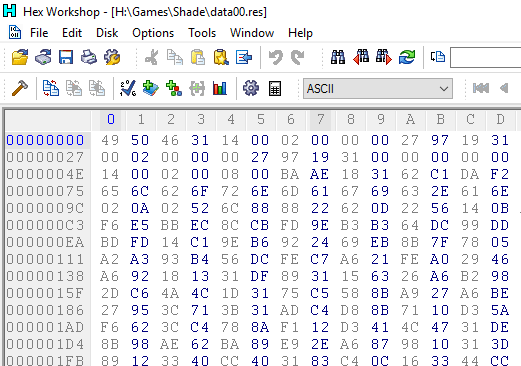 Hex Workshop - [H:\Games\Shade\data00.res]
File Edit Disk Options Tools Window Help
ASCII
0 1 2 3 4 5 6 7 8 9 A B C D
00000000 49 50 46 31 14 00 02 00 00 00 27 97 19 31
00000027 00 02 00 00 00 27 97 19 31 00 00 00 00 00
0000004E 14 00 02 00 08 00 BA AE 18 31 62 C1 DA F2
00000075 65 6C 62 6F 72 6E 6D 61 67 69 63 2E 61 6E
0000009C 02 0A 02 52 6C 88 88 22 62 0D 22 56 14 0B
000000C3 F6 E5 BB EC 8C CB FD 9E B3 B3 64 DC 99 DD
000000EA BD FD 14 C1 9E B6 92 24 69 EB 8B 7F 78 05
00000111 A2 A3 93 B4 56 DC FE C7 A6 21 FE A0 29 46
00000138 A6 92 18 13 31 DF 89 31 15 63 26 A6 B2 98
0000015F 2D C6 4A 4C 1D 31 75 C5 58 8B A9 27 A6 BE
00000186 27 95 3C 71 3B 31 AD C4 D8 8B 71 10 D3 5A
000001AD F6 62 3C C4 78 8A F1 12 D3 41 4C 47 31 DE
000001D4 8B 98 AE 62 BA 89 E9 2E A6 87 98 10 31 3D
000001FB 89 12 33 40 CC 40 31 83 C4 0C 16 33 44 CC